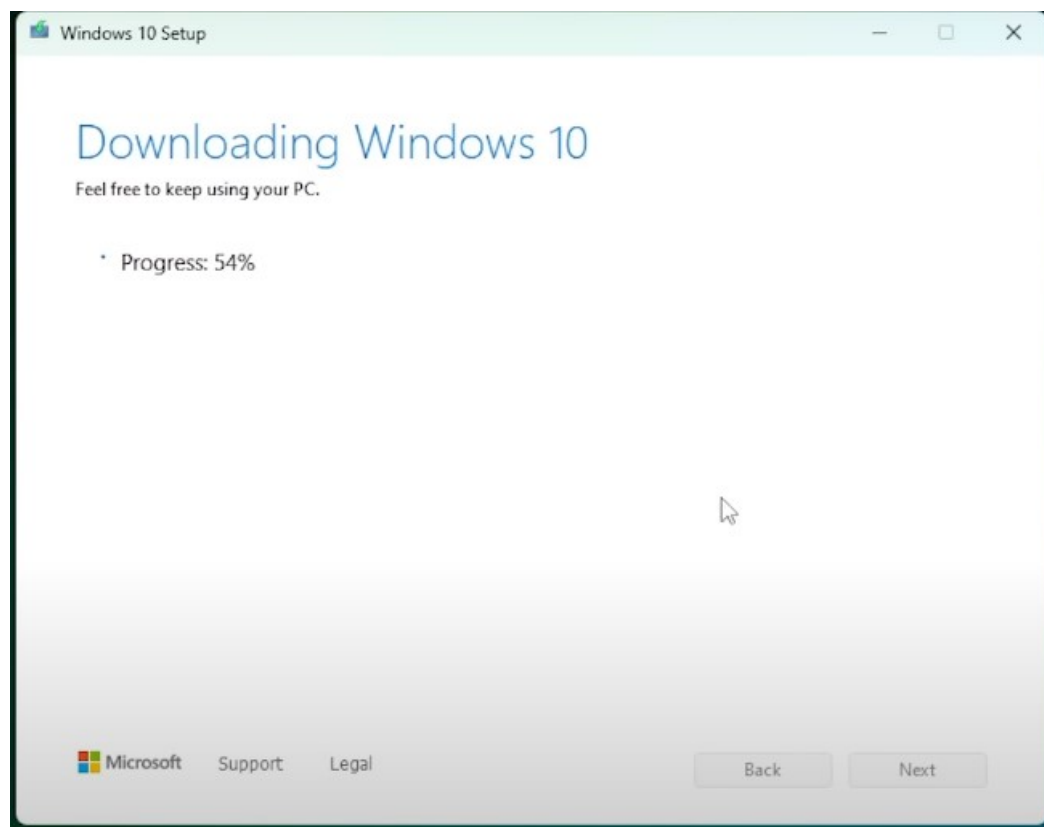 Windows 10 Setup
Downloading Windows 10
Feel free to keep using your PC.
Progress: 54%
Microsoft Support Legal Back Next